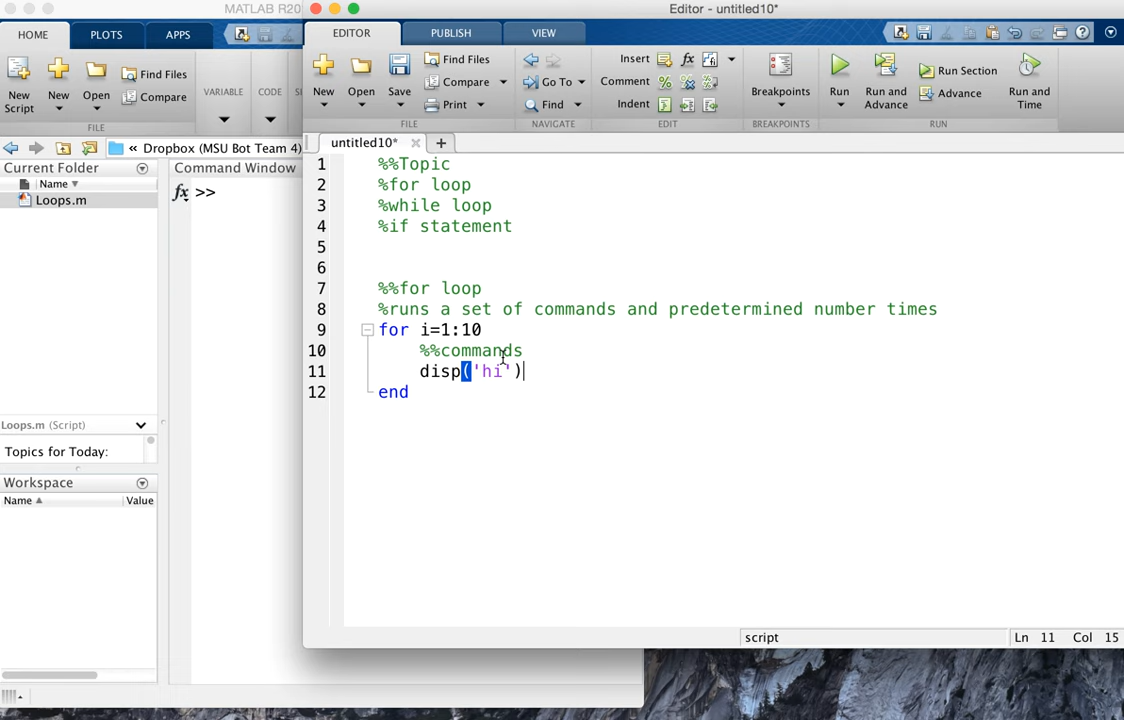 MATLAB R20
Editor - untitled10*
HOME PLOTS APPS
EDITOR PUBLISH VIEW
New Script
New
Open
Find Files
Compare
VARIABLE
CODE
FILE
New
Open
Save
Find Files
Compare
Print
FILE
Go To
Find
NAVIGATE
Insert
Comment
Indent
EDIT
Breakpoints
BREAKPOINTS
Run
Run and Advance
Run Section
Advance
Run and Time
RUN
« Dropbox (MSU Bot Team 4)
Current Folder
Name
Loops.m
Command Window
fx >>
Loops.m (Script)
Topics for Today:
Workspace
Name Value
untitled10*
1 %%Topic
2 %for loop
3 %while loop
4 %if statement
5
6
7 %%for loop
8 %runs a set of commands and predetermined number times
9 for i=1:10
10 %%commands
11 disp('hi')
12 end
script
Ln 11 Col 15